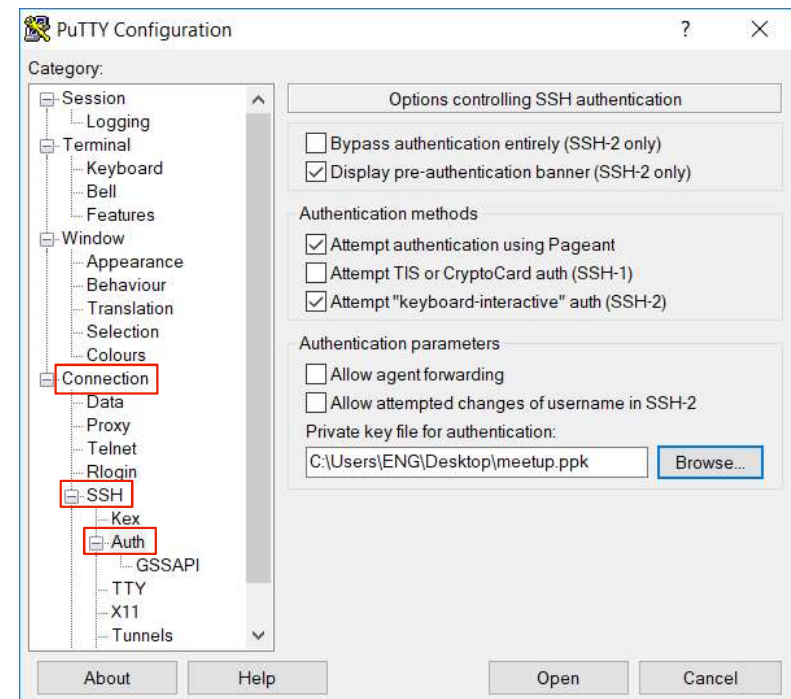 PuTTY Configuration
?
Category:
Session
Logging
Terminal
Keyboard
Bell
Features
Window
Appearance
Behaviour
Translation
Selection
Colours
Connection
Data
Proxy
Telnet
Rlogin
SSH
Kex
Auth
GSSAPI
TTY
X11
Tunnels
Options controlling SSH authentication
Bypass authentication entirely (SSH-2 only)
Display pre-authentication banner (SSH-2 only)
Authentication methods
Attempt authentication using Pageant
Attempt TIS or CryptoCard auth (SSH-1)
Attempt "keyboard-interactive" auth (SSH-2)
Authentication parameters
Allow agent forwarding
Allow attempted changes of username in SSH-2
Private key file for authentication:
C:\Users\ENG\Desktop\meetup.ppk
Browse...
About
Help
Open
Cancel